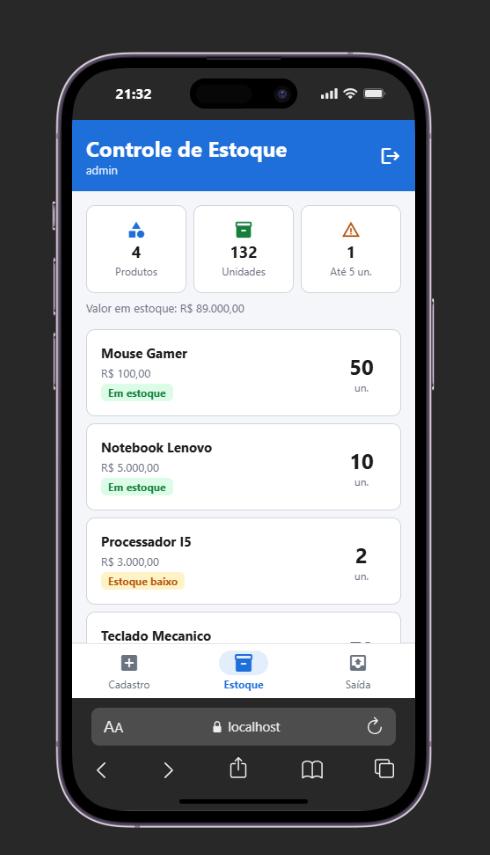 21:32
Controle de Estoque
admin
4
Produtos
132
Unidades
1
Até 5 un.
Valor em estoque: R$ 89.000,00
Mouse Gamer
R$ 100,00
Em estoque
50
un.
Notebook Lenovo
R$ 5.000,00
Em estoque
10
un.
Processador I5
R$ 3.000,00
Estoque baixo
2
un.
Teclado Mecanico
Cadastro
Estoque
Saída
AA
localhost